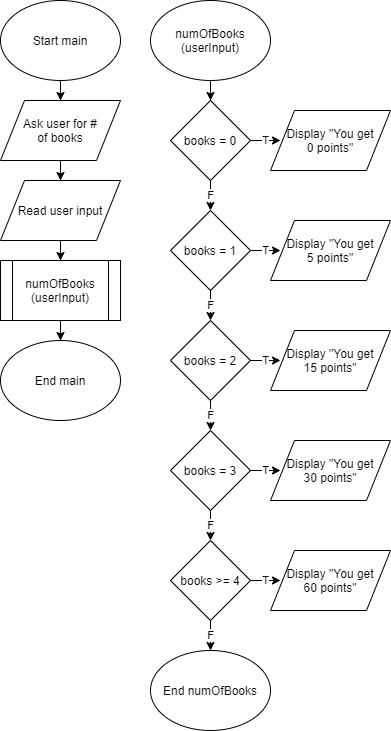 Start main
Ask user for #
of books
Read user input
numOfBooks
(userInput)
End main
numOfBooks
(userInput)
books = 0
T
Display "You get
0 points"
F
books = 1
T
Display "You get
5 points"
F
books = 2
T
Display "You get
15 points"
F
books = 3
T
Display "You get
30 points"
F
books >= 4
T
Display "You get
60 points"
F
End numOfBooks